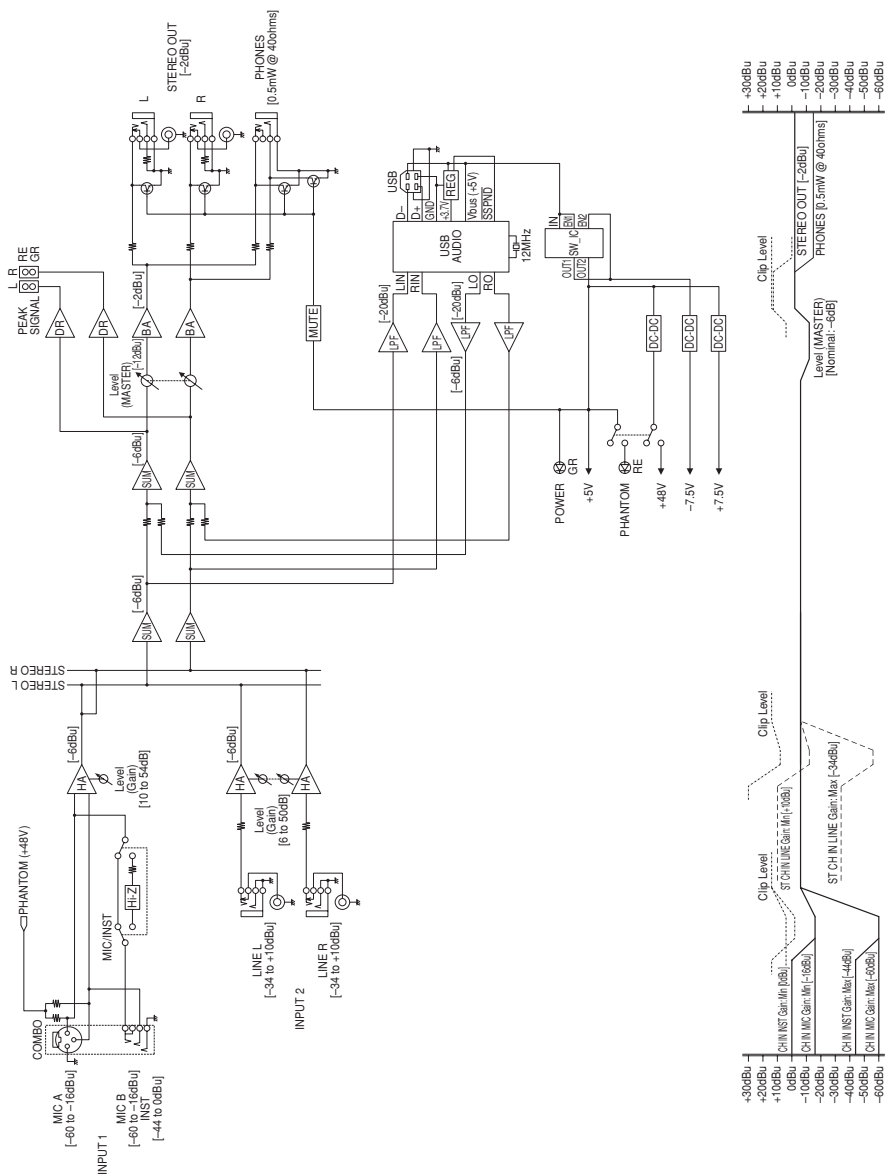 INPUT 1
MIC A
[–60 to –16dBu]
MIC B
[–60 to –16dBu]
INST
[–44 to 0dBu]
COMBO
PHANTOM (+48V)
MIC/INST
Hi-Z
HA
Level
(Gain)
[10 to 54dB]
[–6dBu]
LINE L
[–34 to +10dBu]
INPUT 2
LINE R
[–34 to +10dBu]
HA
[–6dBu]
Level
(Gain)
[6 to 50dB]
HA
STEREO L
STEREO R
SUM
[–6dBu]
SUM
SUM
[–6dBu]
SUM
Level
(MASTER)
[–12dBu]
BA
[–2dBu]
BA
DR
DR
PEAK
SIGNAL
L
R
RE
GR
L
STEREO OUT
[–2dBu]
R
PHONES
[0.5mW @ 40ohms]
MUTE
LPF
[–20dBu]
LPF
LPF
[–20dBu]
[–6dBu]
LPF
LIN
RIN
LO
RO
USB
AUDIO
12MHz
USB
D–
D+
GND
+3.7V
REG
Vbus (+5V)
SSPND
IN
EN1
EN2
SW_IC
OUT1
OUT2
DC-DC
DC-DC
DC-DC
POWER
GR
+5V
PHANTOM
RE
+48V
–7.5V
+7.5V
+30dBu
+20dBu
+10dBu
0dBu
–10dBu
–20dBu
–30dBu
–40dBu
–50dBu
–60dBu
CH IN INST Gain: Min [0dBu]
CH IN MIC Gain: Min [–16dBu]
CH IN INST Gain: Max [–44dBu]
CH IN MIC Gain: Max [–60dBu]
Clip Level
ST CH IN LINE Gain: Min [+10dBu]
ST CH IN LINE Gain: Max [–34dBu]
Clip Level
Level (MASTER)
[Nominal: –6dB]
Clip Level
STEREO OUT [–2dBu]
PHONES [0.5mW @ 40ohms]
+30dBu
+20dBu
+10dBu
0dBu
–10dBu
–20dBu
–30dBu
–40dBu
–50dBu
–60dBu